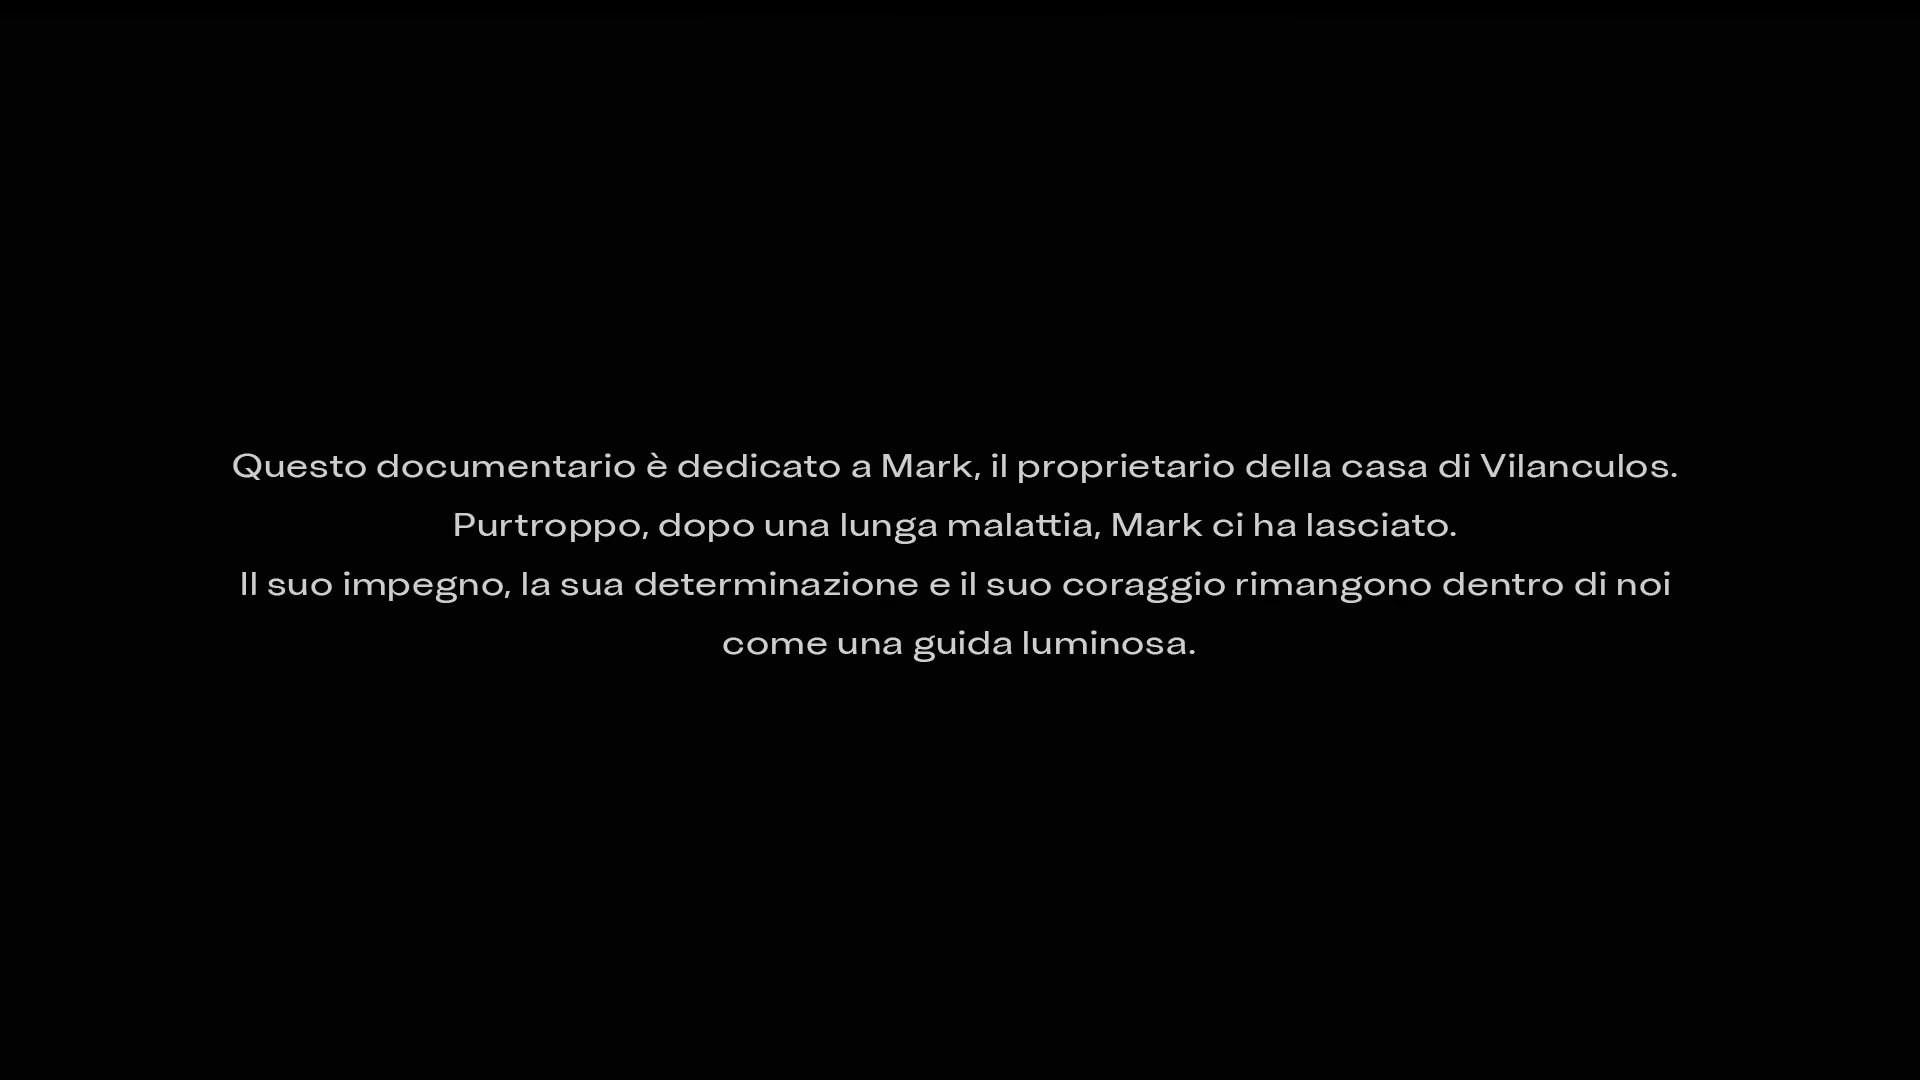 Questo documentario è dedicato a Mark, il proprietario della casa di Vilanculos.
Purtroppo, dopo una lunga malattia, Mark ci ha lasciato.
Il suo impegno, la sua determinazione e il suo coraggio rimangono dentro di noi
come una guida luminosa.